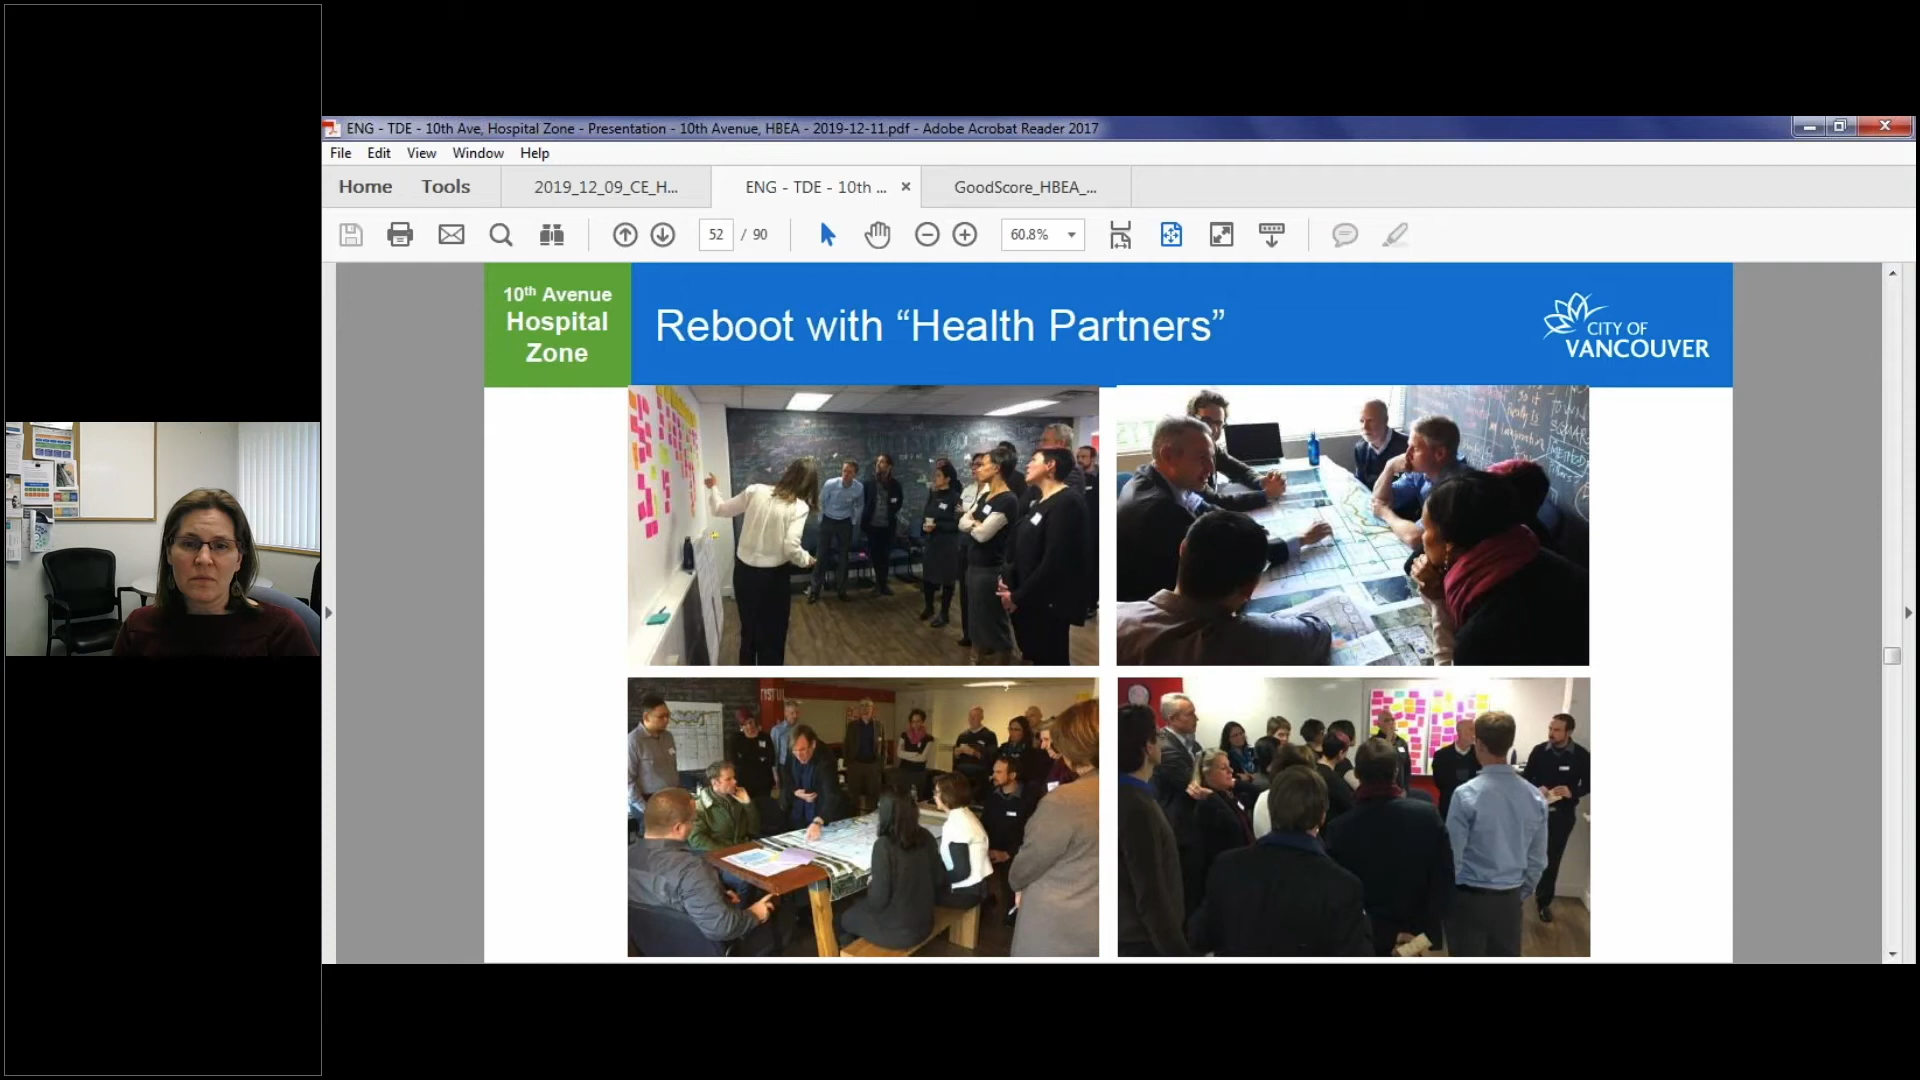 ENG - TDE - 10th Ave, Hospital Zone - Presentation - 10th Avenue, HBEA - 2019-12-11.pdf - Adobe Acrobat Reader 2017
File Edit View Window Help
Home Tools 2019_12_09_CE_H... ENG - TDE - 10th ... GoodScore_HBEA_...
52 / 90 60.8%
10th Avenue
Hospital
Zone
Reboot with “Health Partners”
CITY OF
VANCOUVER